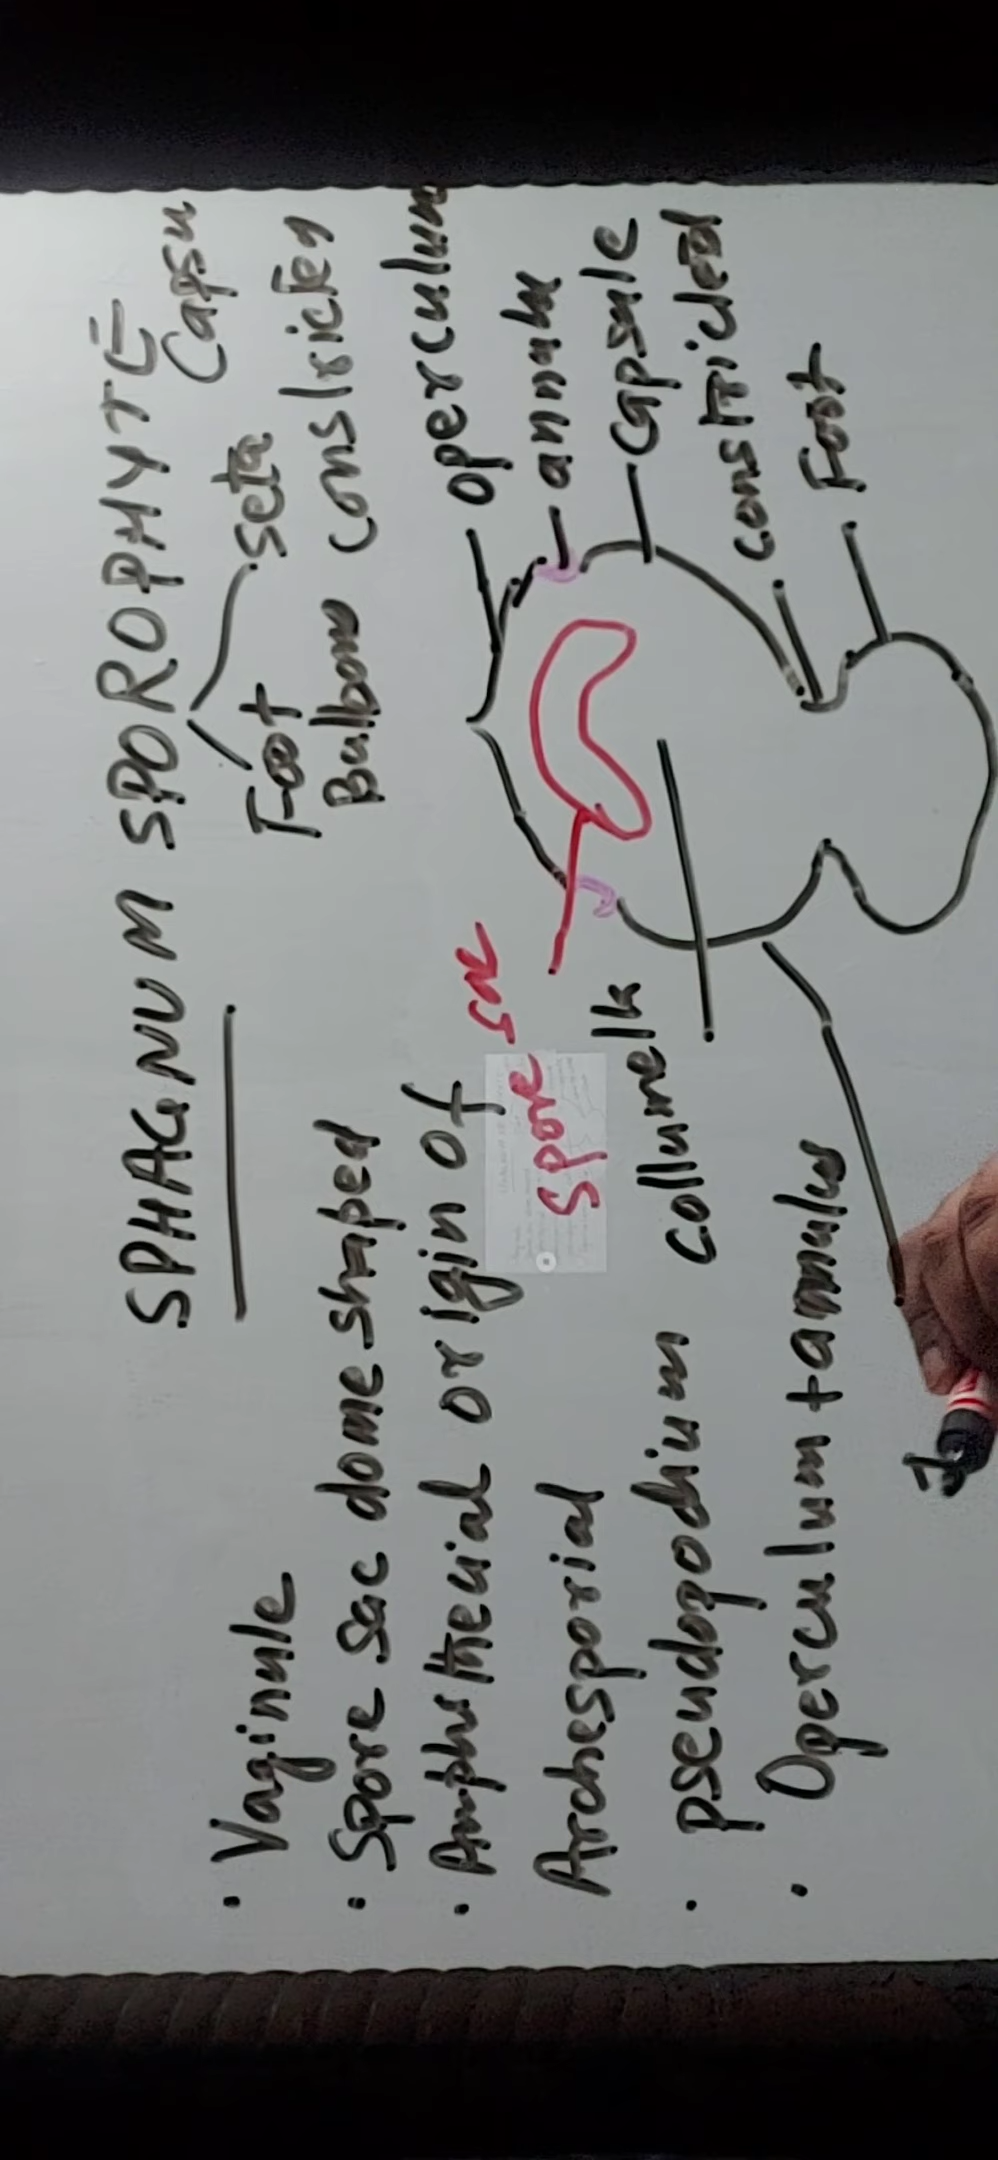 SPHAGNUM SPOROPHYTE
Foot seta Capsu
Bulbous constricted
• Vaginule
• Spore sac dome-shaped
• Amphithecial origin of
Archesporial
• Pseudopodium
• Operculum + annulus
operculum
annulu
capsule
constricted
Foot
spore sac
collumella